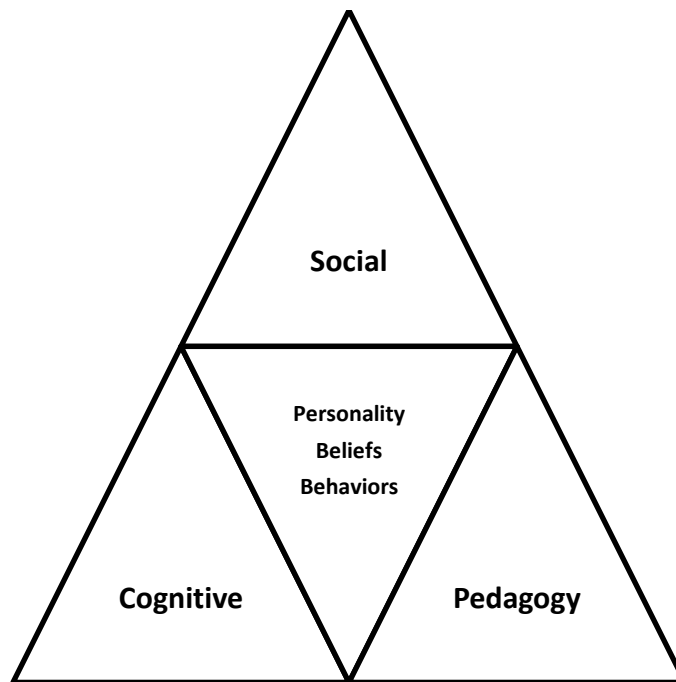 Social
Personality
Beliefs
Behaviors
Cognitive
Pedagogy